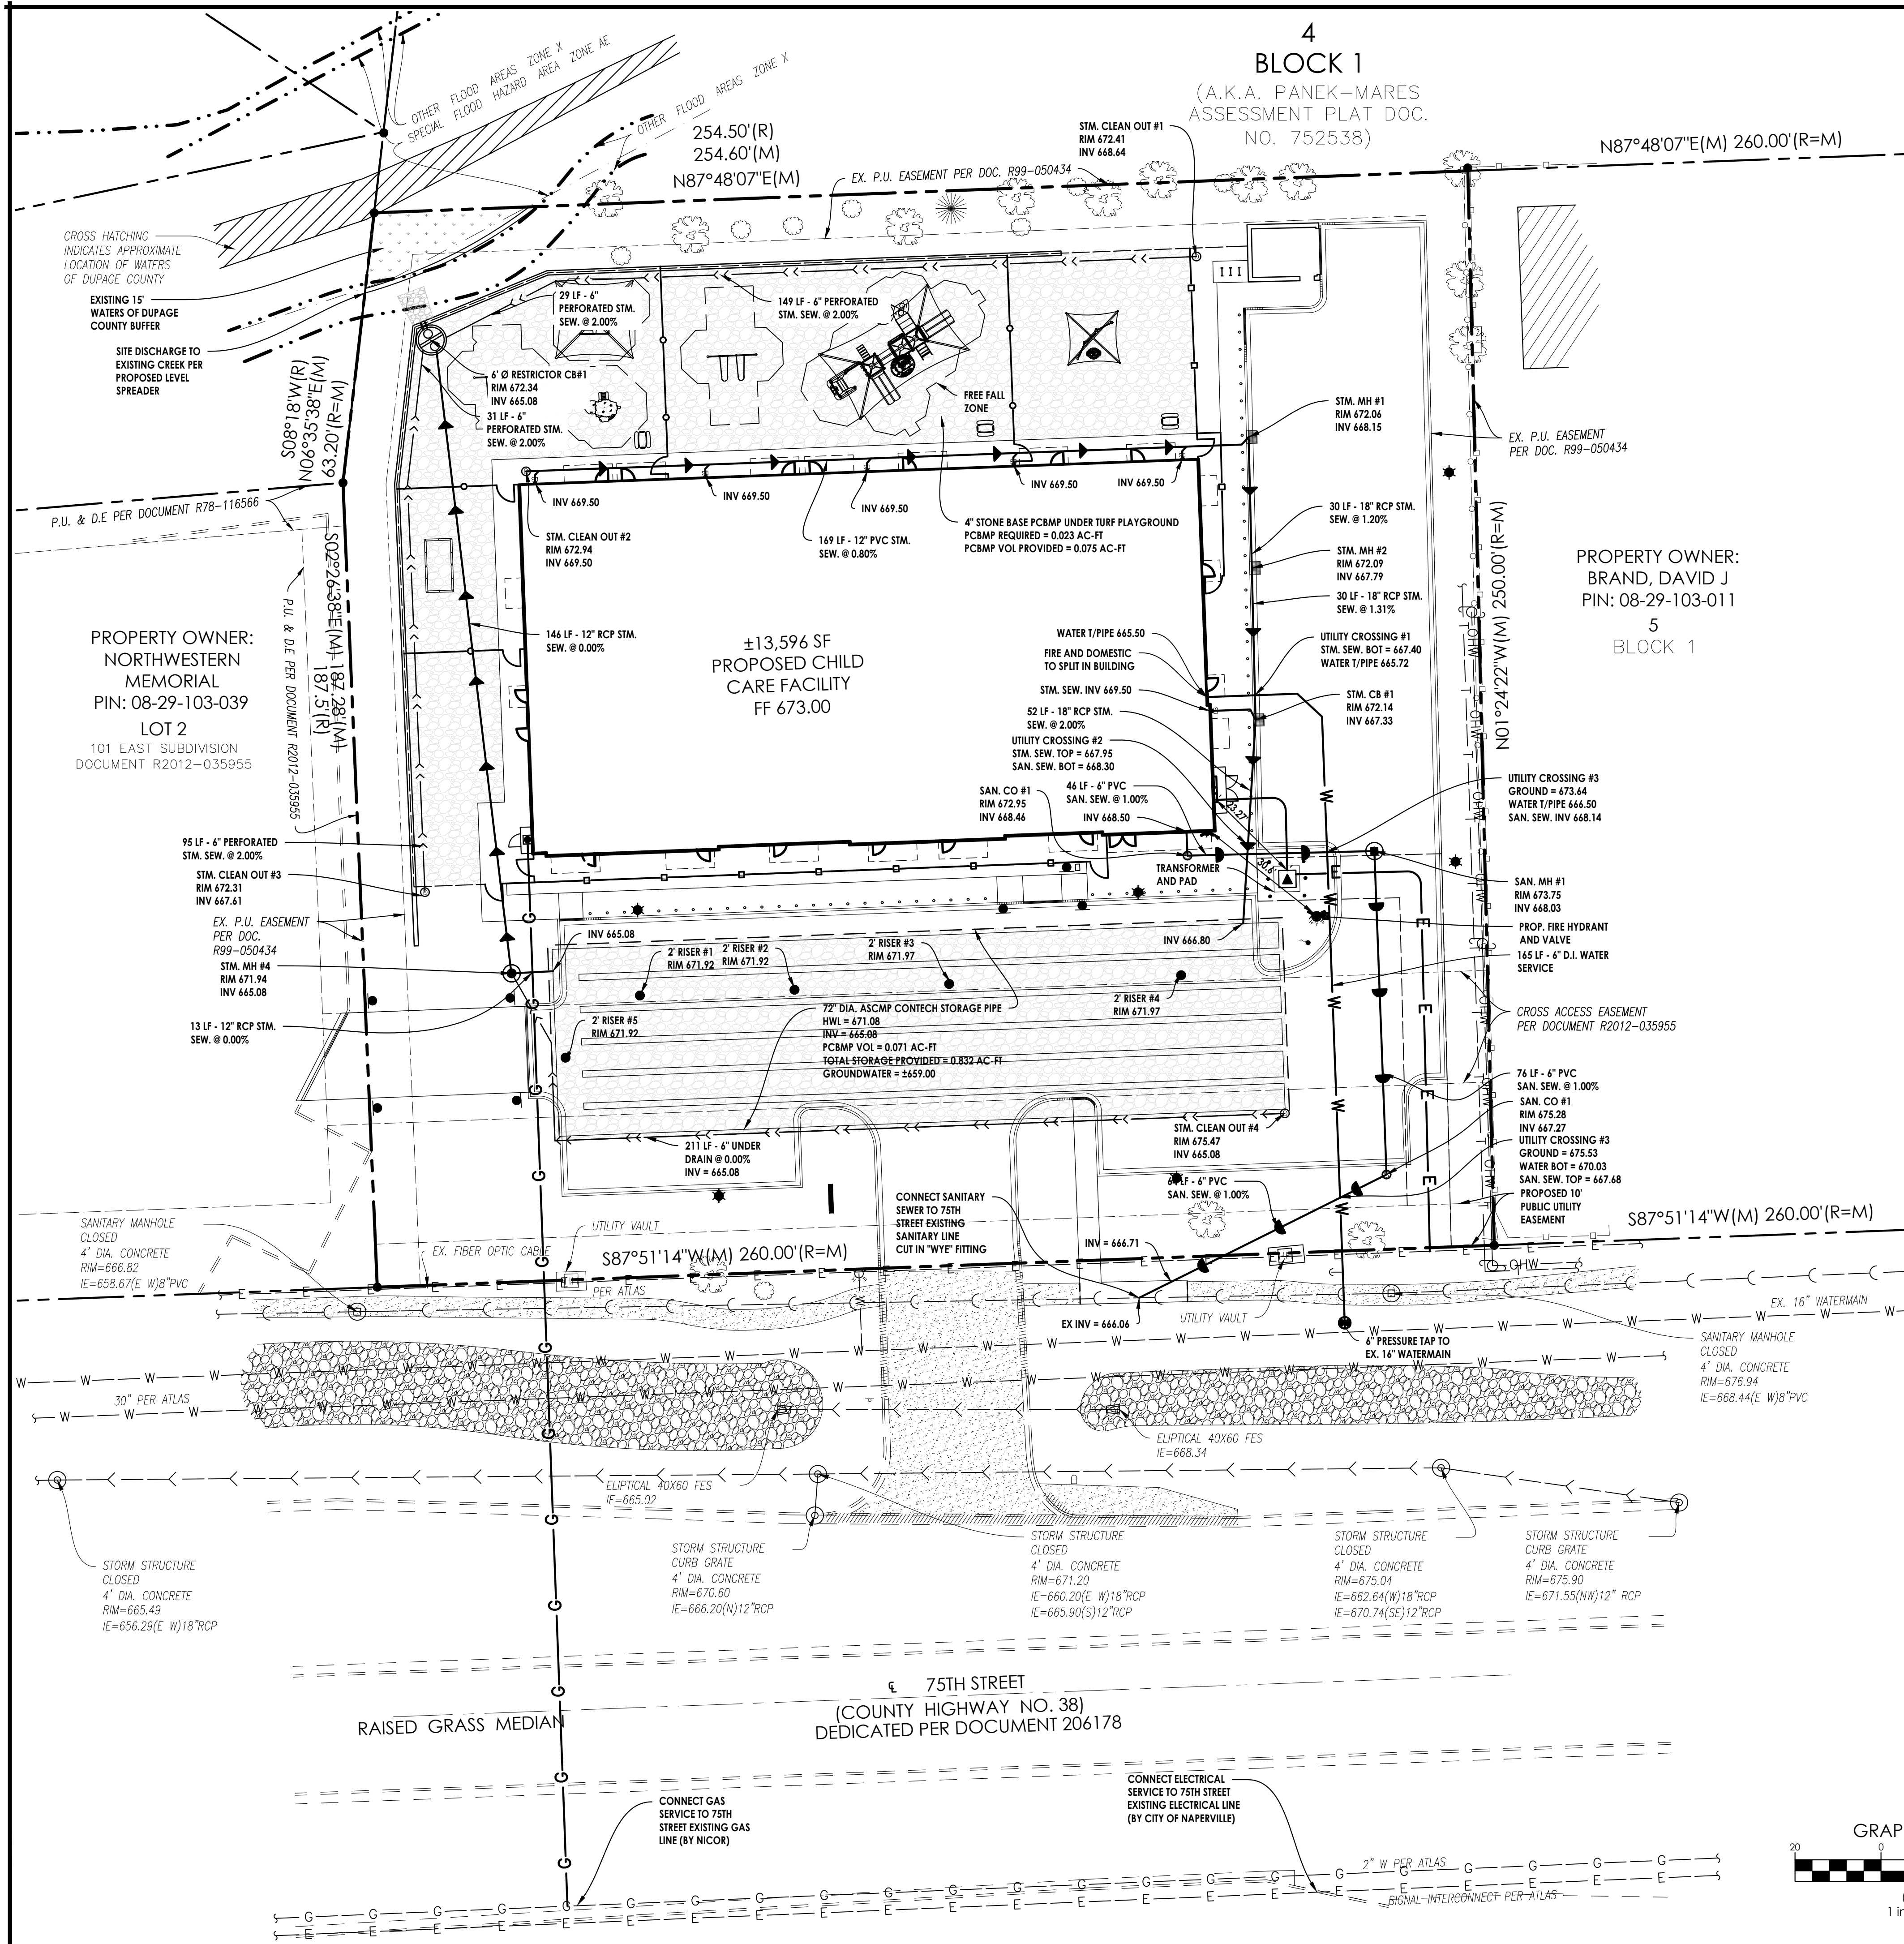 4
BLOCK 1
(A.K.A. PANEK-MARES
ASSESSMENT PLAT DOC.
NO. 752538)
N87°48'07"E(M) 260.00'(R=M)
OTHER FLOOD AREAS ZONE X
SPECIAL FLOOD HAZARD AREA ZONE AE
OTHER FLOOD AREAS ZONE X
254.50'(R)
254.60'(M)
N87°48'07"E(M)
EX. P.U. EASEMENT PER DOC. R99-050434
STM. CLEAN OUT #1
RIM 672.41
INV 668.64
CROSS HATCHING
INDICATES APPROXIMATE
LOCATION OF WATERS
OF DUPAGE COUNTY
EXISTING 15'
WATERS OF DUPAGE
COUNTY BUFFER
SITE DISCHARGE TO
EXISTING CREEK PER
PROPOSED LEVEL
SPREADER
S08°18'W(R)
N06°35'38"E(M)
63.20'(R=M)
29 LF - 6"
PERFORATED STM.
SEW. @ 2.00%
149 LF - 6" PERFORATED
STM. SEW. @ 2.00%
6' Ø RESTRICTOR CB#1
RIM 672.34
INV 665.08
31 LF - 6"
PERFORATED STM.
SEW. @ 2.00%
FREE FALL
ZONE
STM. MH #1
RIM 672.06
INV 668.15
EX. P.U. EASEMENT
PER DOC. R99-050434
P.U. & D.E PER DOCUMENT R78-116566
INV 669.50
INV 669.50
INV 669.50
INV 669.50
INV 669.50
STM. CLEAN OUT #2
RIM 672.94
INV 669.50
169 LF - 12" PVC STM.
SEW. @ 0.80%
4" STONE BASE PCBMP UNDER TURF PLAYGROUND
PCBMP REQUIRED = 0.023 AC-FT
PCBMP VOL PROVIDED = 0.075 AC-FT
30 LF - 18" RCP STM.
SEW. @ 1.20%
STM. MH #2
RIM 672.09
INV 667.79
30 LF - 18" RCP STM.
SEW. @ 1.31%
N01°24'22"W(M) 250.00'(R=M)
PROPERTY OWNER:
BRAND, DAVID J
PIN: 08-29-103-011
5
BLOCK 1
S02°26'38"E(M) 187.28'(M)
187.5'(R)
P.U. & D.E PER DOCUMENT R2012-035955
PROPERTY OWNER:
NORTHWESTERN
MEMORIAL
PIN: 08-29-103-039
LOT 2
101 EAST SUBDIVISION
DOCUMENT R2012-035955
146 LF - 12" RCP STM.
SEW. @ 0.00%
±13,596 SF
PROPOSED CHILD
CARE FACILITY
FF 673.00
WATER T/PIPE 665.50
FIRE AND DOMESTIC
TO SPLIT IN BUILDING
STM. SEW. INV 669.50
52 LF - 18" RCP STM.
SEW. @ 2.00%
UTILITY CROSSING #2
STM. SEW. TOP = 667.95
SAN. SEW. BOT = 668.30
UTILITY CROSSING #1
STM. SEW. BOT = 667.40
WATER T/PIPE 665.72
STM. CB #1
RIM 672.14
INV 667.33
SAN. CO #1
RIM 672.95
INV 668.46
46 LF - 6" PVC
SAN. SEW. @ 1.00%
INV 668.50
23.27'
30.6'
TRANSFORMER
AND PAD
UTILITY CROSSING #3
GROUND = 673.64
WATER T/PIPE 666.50
SAN. SEW. INV 668.14
95 LF - 6" PERFORATED
STM. SEW. @ 2.00%
STM. CLEAN OUT #3
RIM 672.31
INV 667.61
EX. P.U. EASEMENT
PER DOC.
R99-050434
STM. MH #4
RIM 671.94
INV 665.08
13 LF - 12" RCP STM.
SEW. @ 0.00%
SAN. MH #1
RIM 673.75
INV 668.03
PROP. FIRE HYDRANT
AND VALVE
165 LF - 6" D.I. WATER
SERVICE
CROSS ACCESS EASEMENT
PER DOCUMENT R2012-035955
INV 665.08
2' RISER #1
RIM 671.92
2' RISER #2
RIM 671.92
2' RISER #3
RIM 671.97
INV 666.80
2' RISER #4
RIM 671.97
2' RISER #5
RIM 671.92
72" DIA. ASCMP CONTECH STORAGE PIPE
HWL = 671.08
INV = 665.08
PCBMP VOL = 0.071 AC-FT
TOTAL STORAGE PROVIDED = 0.832 AC-FT
GROUNDWATER = ±659.00
76 LF - 6" PVC
SAN. SEW. @ 1.00%
SAN. CO #1
RIM 675.28
INV 667.27
UTILITY CROSSING #3
GROUND = 675.53
WATER BOT = 670.03
SAN. SEW. TOP = 667.68
PROPOSED 10'
PUBLIC UTILITY
EASEMENT
211 LF - 6" UNDER
DRAIN @ 0.00%
INV = 665.08
STM. CLEAN OUT #4
RIM 675.47
INV 665.08
LF - 6" PVC
SAN. SEW. @ 1.00%
CONNECT SANITARY
SEWER TO 75TH
STREET EXISTING
SANITARY LINE
CUT IN "WYE" FITTING
INV = 666.71
EX INV = 666.06
S87°51'14"W(M) 260.00'(R=M)
S87°51'14"W(M) 260.00'(R=M)
SANITARY MANHOLE
CLOSED
4' DIA. CONCRETE
RIM=666.82
IE=658.67(E W)8"PVC
EX. FIBER OPTIC CABLE
UTILITY VAULT
PER ATLAS
UTILITY VAULT
6" PRESSURE TAP TO
EX. 16" WATERMAIN
EX. 16" WATERMAIN
SANITARY MANHOLE
CLOSED
4' DIA. CONCRETE
RIM=676.94
IE=668.44(E W)8"PVC
30" PER ATLAS
ELIPTICAL 40X60 FES
IE=668.34
ELIPTICAL 40X60 FES
IE=665.02
STORM STRUCTURE
CLOSED
4' DIA. CONCRETE
RIM=665.49
IE=656.29(E W)18"RCP
STORM STRUCTURE
CURB GRATE
4' DIA. CONCRETE
RIM=670.60
IE=666.20(N)12"RCP
STORM STRUCTURE
CLOSED
4' DIA. CONCRETE
RIM=671.20
IE=660.20(E W)18"RCP
IE=665.90(S)12"RCP
STORM STRUCTURE
CLOSED
4' DIA. CONCRETE
RIM=675.04
IE=662.64(W)18"RCP
IE=670.74(SE)12"RCP
STORM STRUCTURE
CURB GRATE
4' DIA. CONCRETE
RIM=675.90
IE=671.55(NW)12" RCP
℄ 75TH STREET
(COUNTY HIGHWAY NO. 38)
DEDICATED PER DOCUMENT 206178
RAISED GRASS MEDIAN
CONNECT GAS
SERVICE TO 75TH
STREET EXISTING GAS
LINE (BY NICOR)
CONNECT ELECTRICAL
SERVICE TO 75TH STREET
EXISTING ELECTRICAL LINE
(BY CITY OF NAPERVILLE)
2" W PER ATLAS
SIGNAL INTERCONNECT PER ATLAS
GRAP
20 0
1 in